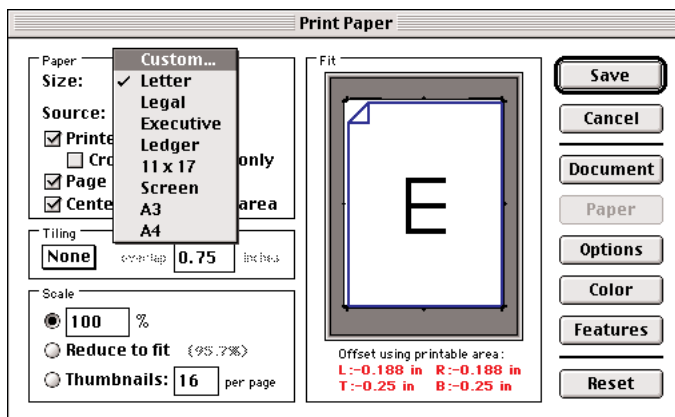 Print Paper
Paper
Size:
Custom...
✓ Letter
Legal
Executive
Ledger
11 x 17
Screen
A3
A4
Source:
Printe
Cro
only
Page
Cente
area
Tiling
None
overlap
0.75
inches
Scale
100 %
Reduce to fit (95.7%)
Thumbnails: 16 per page
Fit
E
Offset using printable area:
L:-0.188 in R:-0.188 in
T:-0.25 in B:-0.25 in
Save
Cancel
Document
Paper
Options
Color
Features
Reset